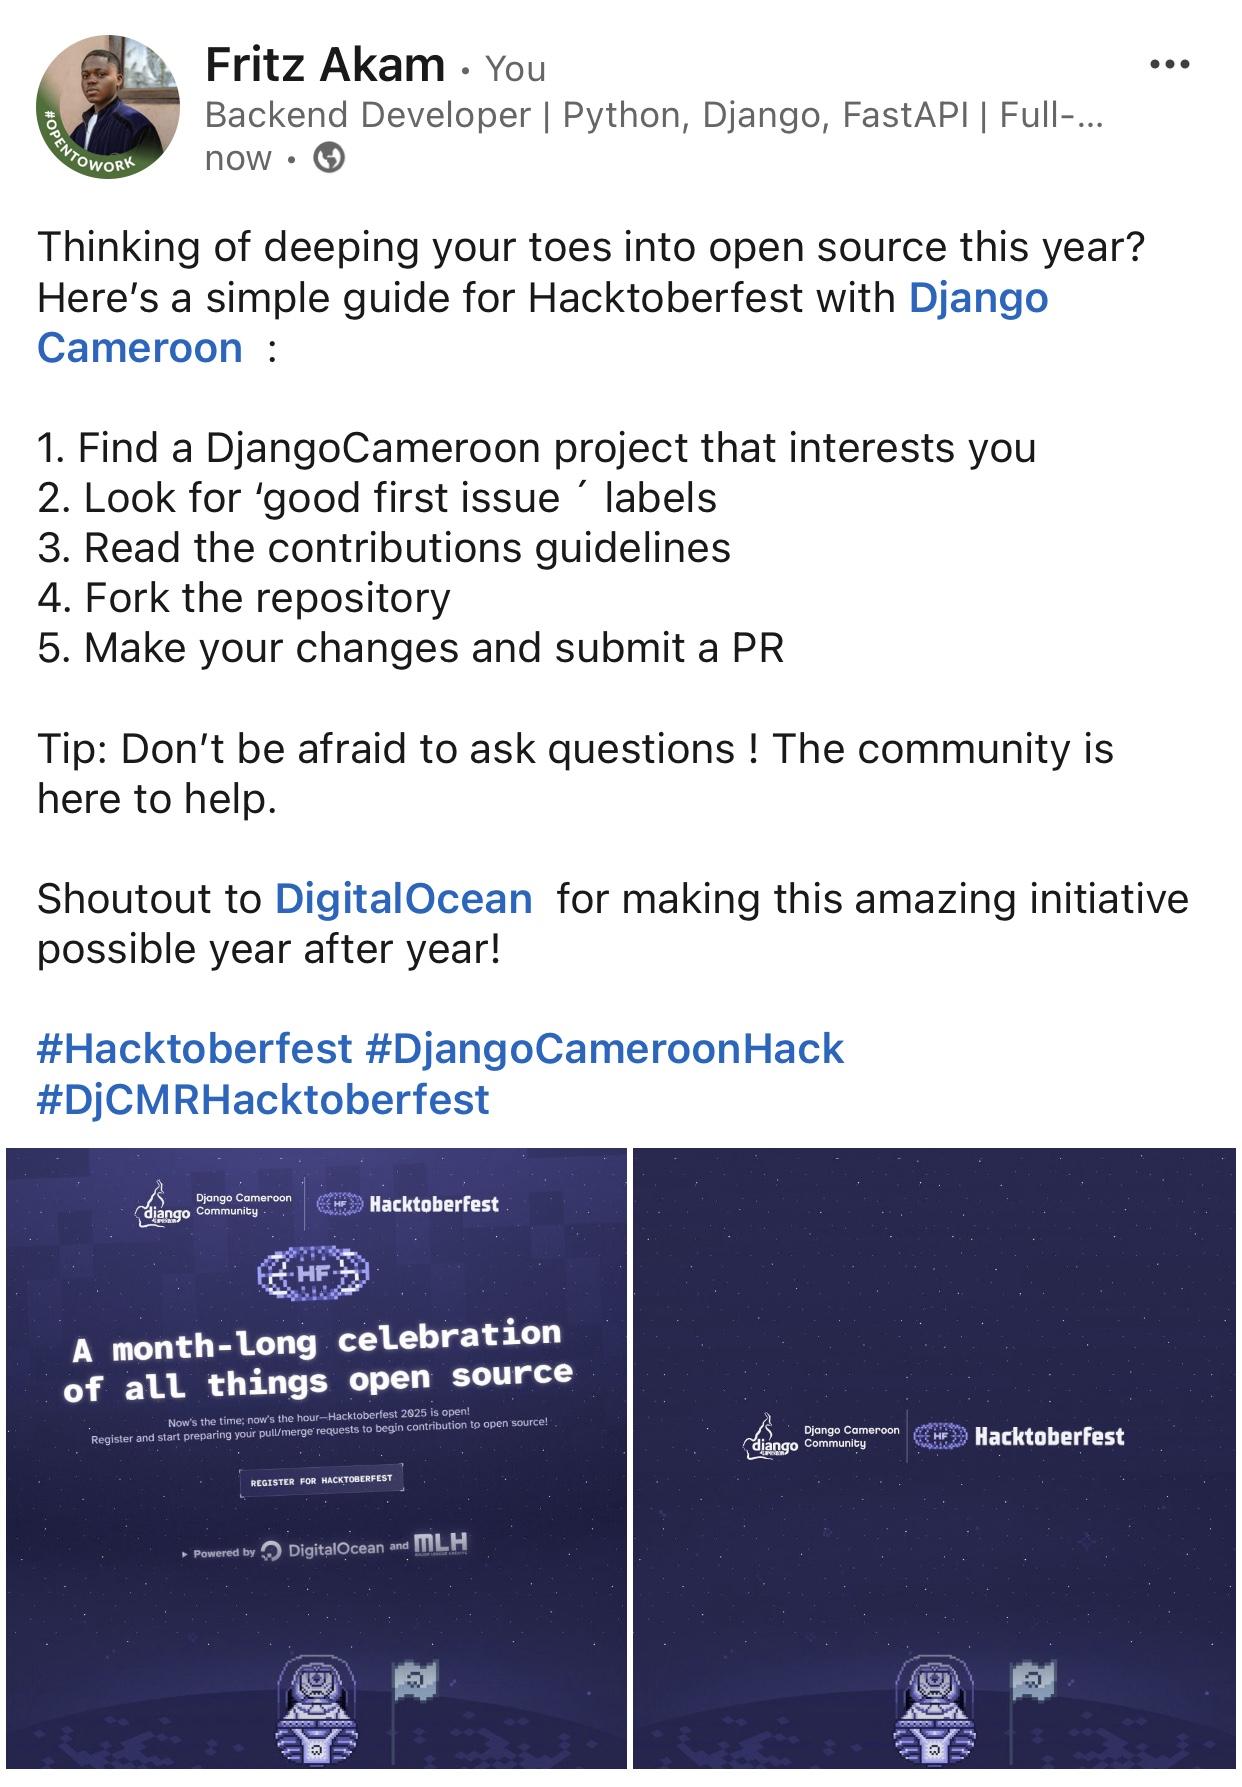 Fritz Akam • You
Backend Developer | Python, Django, FastAPI | Full-...
now •
#OPENTOWORK
Thinking of deeping your toes into open source this year?
Here’s a simple guide for Hacktoberfest with Django
Cameroon :
1. Find a DjangoCameroon project that interests you
2. Look for ‘good first issue ´ labels
3. Read the contributions guidelines
4. Fork the repository
5. Make your changes and submit a PR
Tip: Don’t be afraid to ask questions ! The community is
here to help.
Shoutout to DigitalOcean for making this amazing initiative
possible year after year!
#Hacktoberfest #DjangoCameroonHack
#DjCMRHacktoberfest
django
Django Cameroon
Community
HF
Hacktoberfest
HF
A month-long celebration
of all things open source
Now's the time; now's the hour—Hacktoberfest 2025 is open!
Register and start preparing your pull/merge requests to begin contribution to open source!
REGISTER FOR HACKTOBERFEST
Powered by DigitalOcean and MLH
django
Django Cameroon
Community
HF
Hacktoberfest